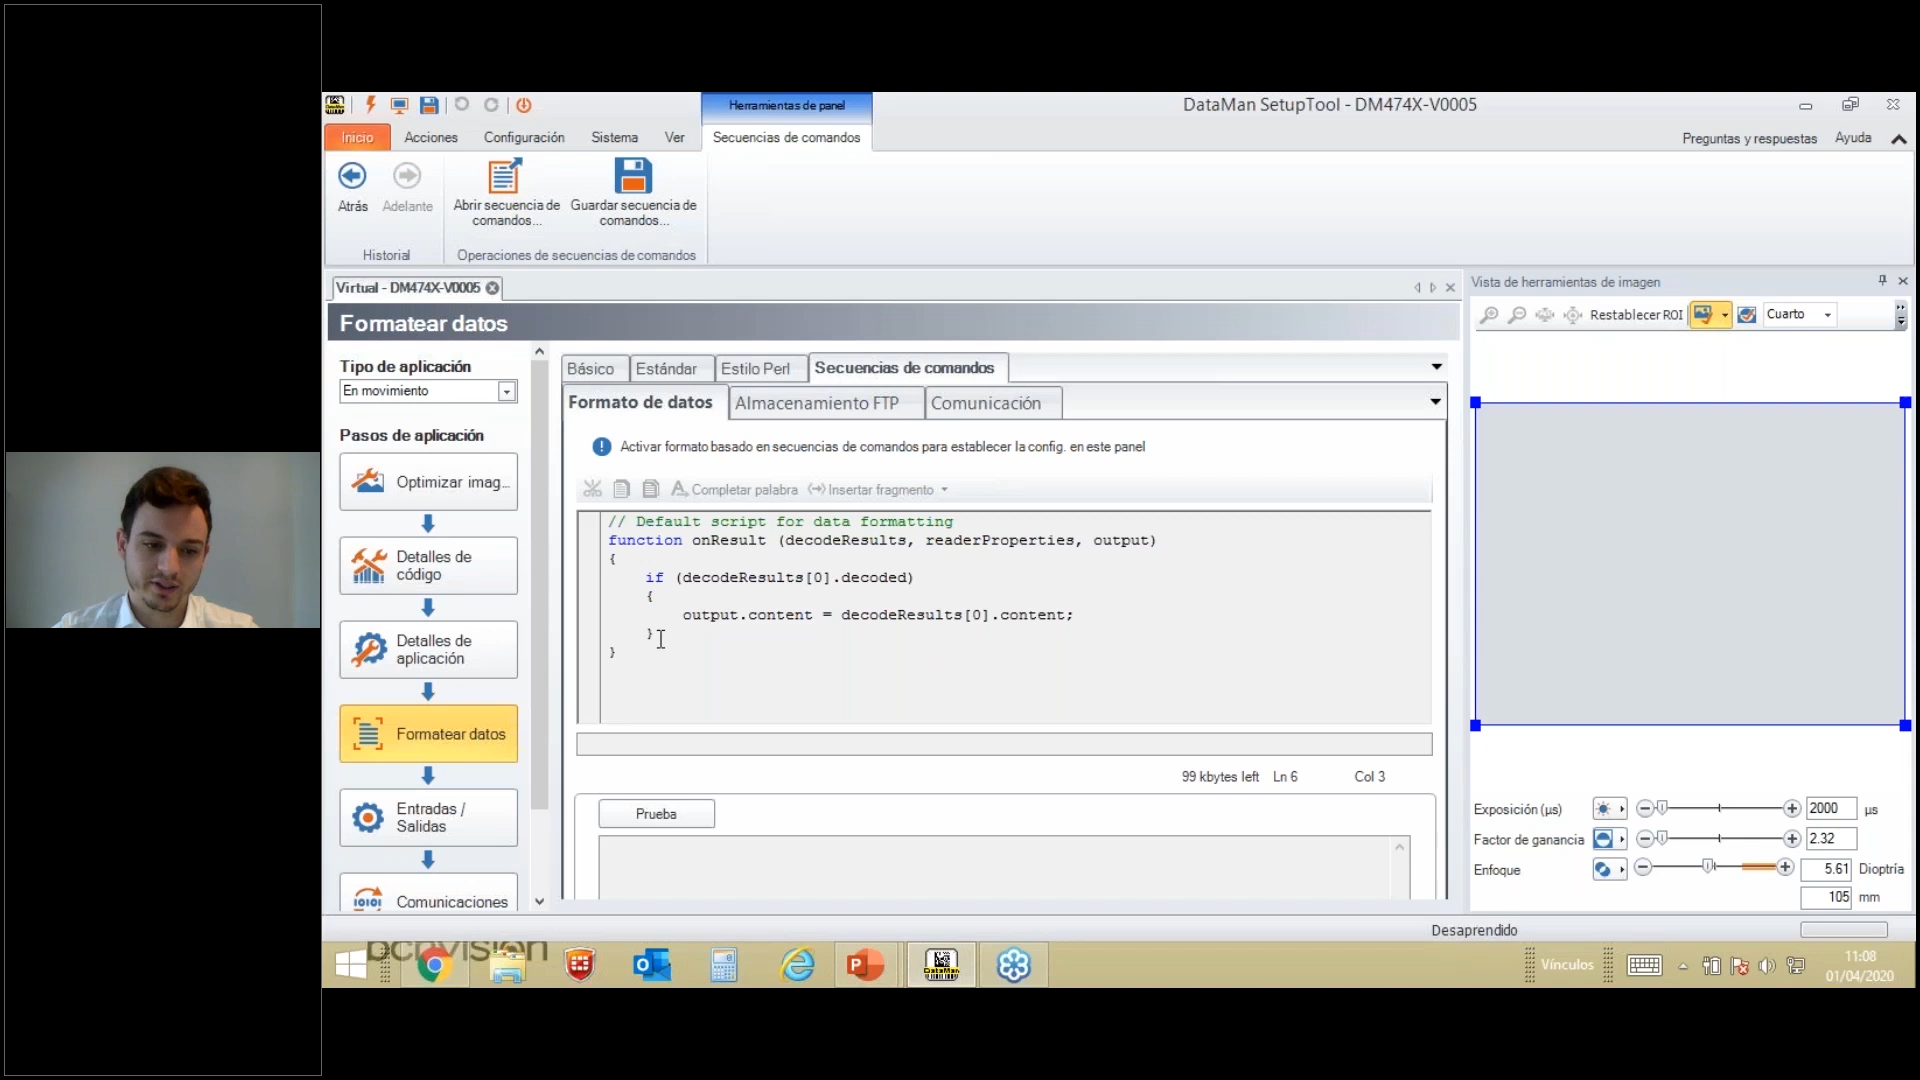 Herramientas de panel
DataMan SetupTool - DM474X-V0005
Inicio
Acciones
Configuración
Sistema
Ver
Secuencias de comandos
Preguntas y respuestas
Ayuda
Atrás
Adelante
Abrir secuencia de
comandos...
Guardar secuencia de
comandos...
Historial
Operaciones de secuencias de comandos
Virtual - DM474X-V0005
Vista de herramientas de imagen
Formatear datos
Restablecer ROI
Cuarto
Tipo de aplicación
En movimiento
Pasos de aplicación
Optimizar imag...
Detalles de
código
Detalles de
aplicación
Formatear datos
Entradas /
Salidas
Comunicaciones
Básico
Estándar
Estilo Perl
Secuencias de comandos
Formato de datos
Almacenamiento FTP
Comunicación
Activar formato basado en secuencias de comandos para establecer la config. en este panel
Completar palabra
Insertar fragmento
// Default script for data formatting
function onResult (decodeResults, readerProperties, output)
{
if (decodeResults[0].decoded)
{
output.content = decodeResults[0].content;
}
}
99 kbytes left
Ln 6
Col 3
Prueba
Exposición (µs)
2000
µs
Factor de ganancia
2.32
Enfoque
5.61
Dioptría
105
mm
Desaprendido
bcnvision
Vínculos
11:08
01/04/2020